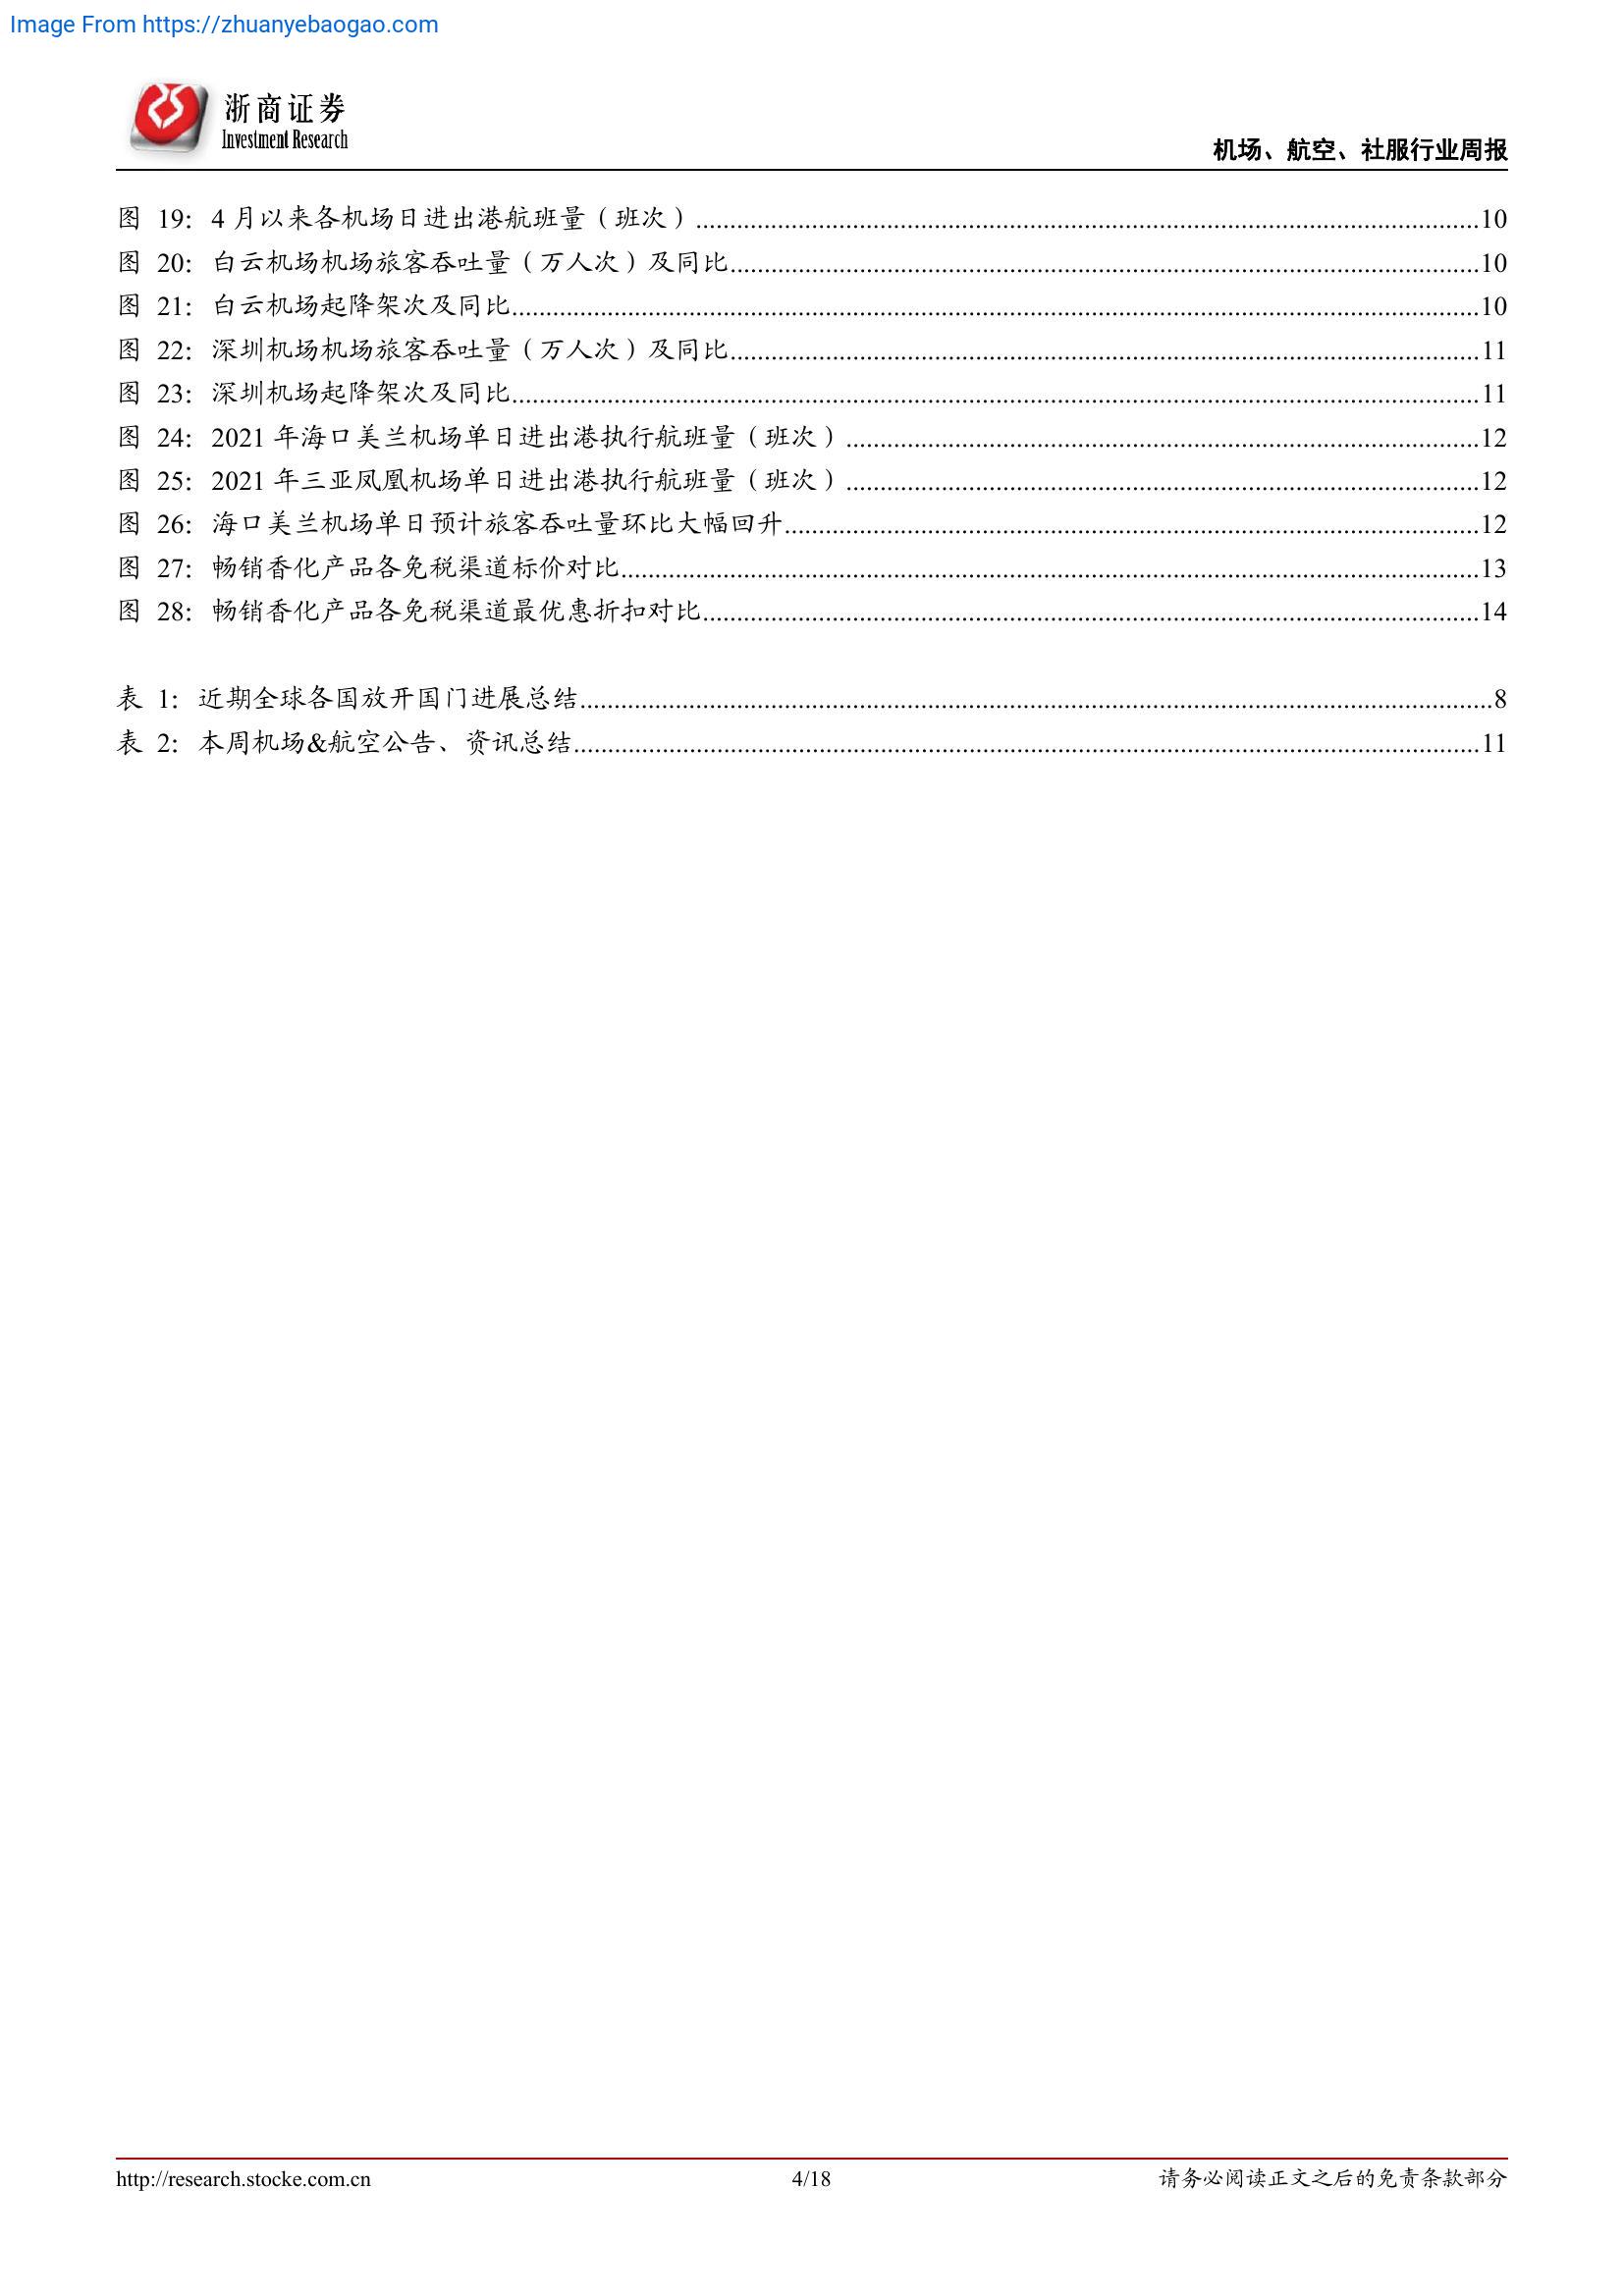 Image From https://zhuanyebaogao.com
浙商证券
Investment Research
机场、航空、社服行业周报
图 19：4 月以来各机场日进出港航班量（班次）....................10
图 20：白云机场机场旅客吞吐量（万人次）及同比....................10
图 21：白云机场起降架次及同比....................10
图 22：深圳机场机场旅客吞吐量（万人次）及同比....................11
图 23：深圳机场起降架次及同比....................11
图 24：2021 年海口美兰机场单日进出港执行航班量（班次）....................12
图 25：2021 年三亚凤凰机场单日进出港执行航班量（班次）....................12
图 26：海口美兰机场单日预计旅客吞吐量环比大幅回升....................12
图 27：畅销香化产品各免税渠道标价对比....................13
图 28：畅销香化产品各免税渠道最优惠折扣对比....................14
表 1：近期全球各国放开国门进展总结....................8
表 2：本周机场&航空公告、资讯总结....................11
http://research.stocke.com.cn
4/18
请务必阅读正文之后的免责条款部分